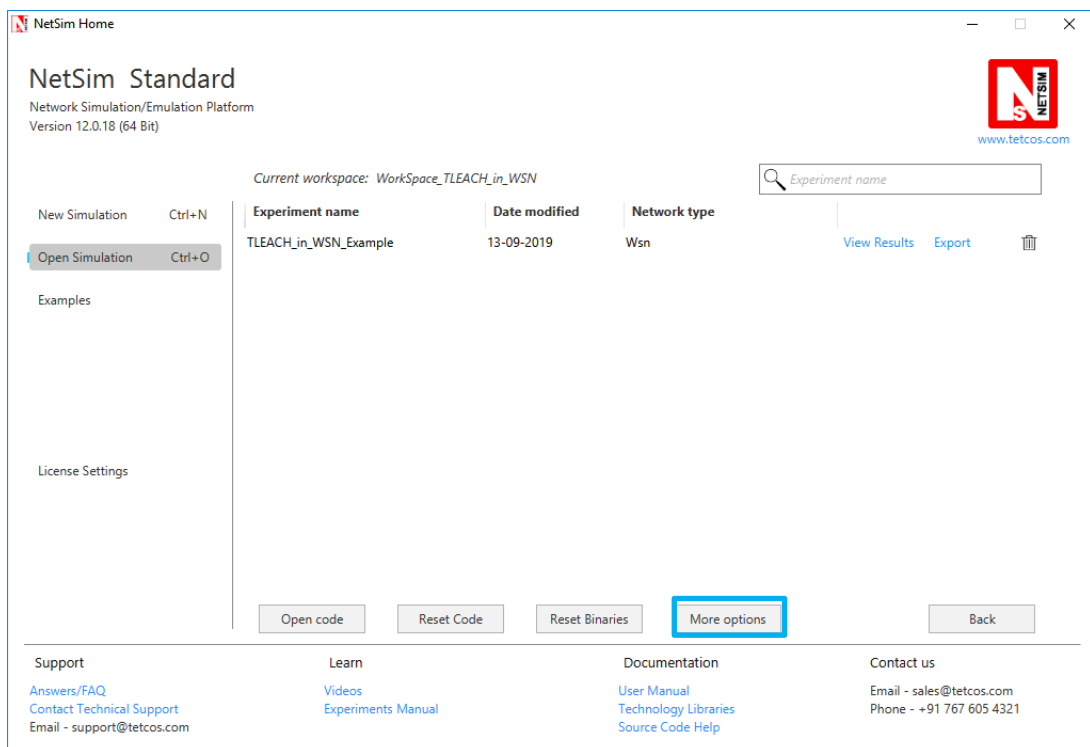 NetSim Home
NetSim Standard
Network Simulation/Emulation Platform
Version 12.0.18 (64 Bit)
NS NETSIM
www.tetcos.com
Current workspace: WorkSpace_TLEACH_in_WSN
Experiment name
New Simulation Ctrl+N
Open Simulation Ctrl+O
Examples
License Settings
Experiment name Date modified Network type
TLEACH_in_WSN_Example 13-09-2019 Wsn View Results Export
Open code Reset Code Reset Binaries More options Back
Support
Answers/FAQ
Contact Technical Support
Email - support@tetcos.com
Learn
Videos
Experiments Manual
Documentation
User Manual
Technology Libraries
Source Code Help
Contact us
Email - sales@tetcos.com
Phone - +91 767 605 4321